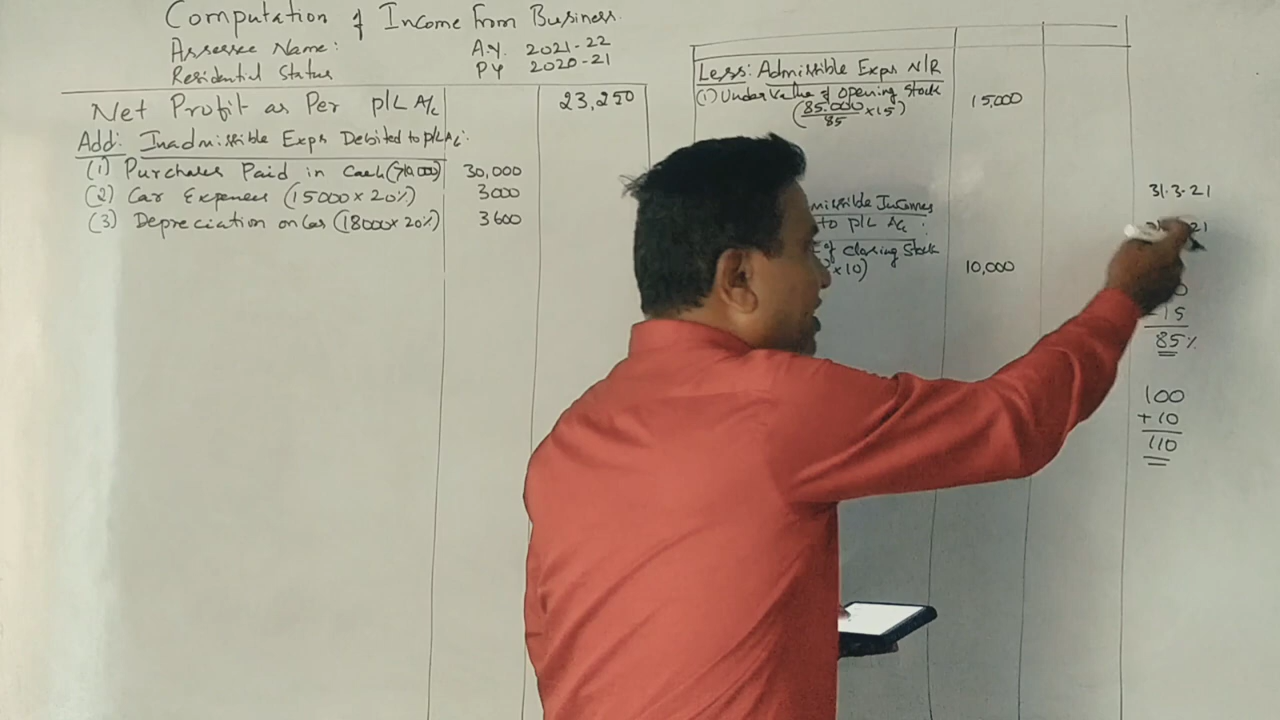 Computation of Income From Business.
Assessee Name:
A.Y. 2021-22
Residential Status
PY 2020-21
Net Profit as Per P/L A/c
23,250
Add: Inadmissible Exps Debited to P/L A/c:
(1) Purchases Paid in Cash (>10,000) 30,000
(2) Car Expenses (15000 x 20%) 3000
(3) Depreciation on Car (18000 x 20%) 3600
Less: Admissible Exps N/R
(1) Under Value of Opening Stock
(85,000/85 x 15) 15,000
missible Incomes
to P/L A/c:
of Closing Stock
x 10) 10,000
31.3.21
21
0
- 15
85%
100
+ 10
110